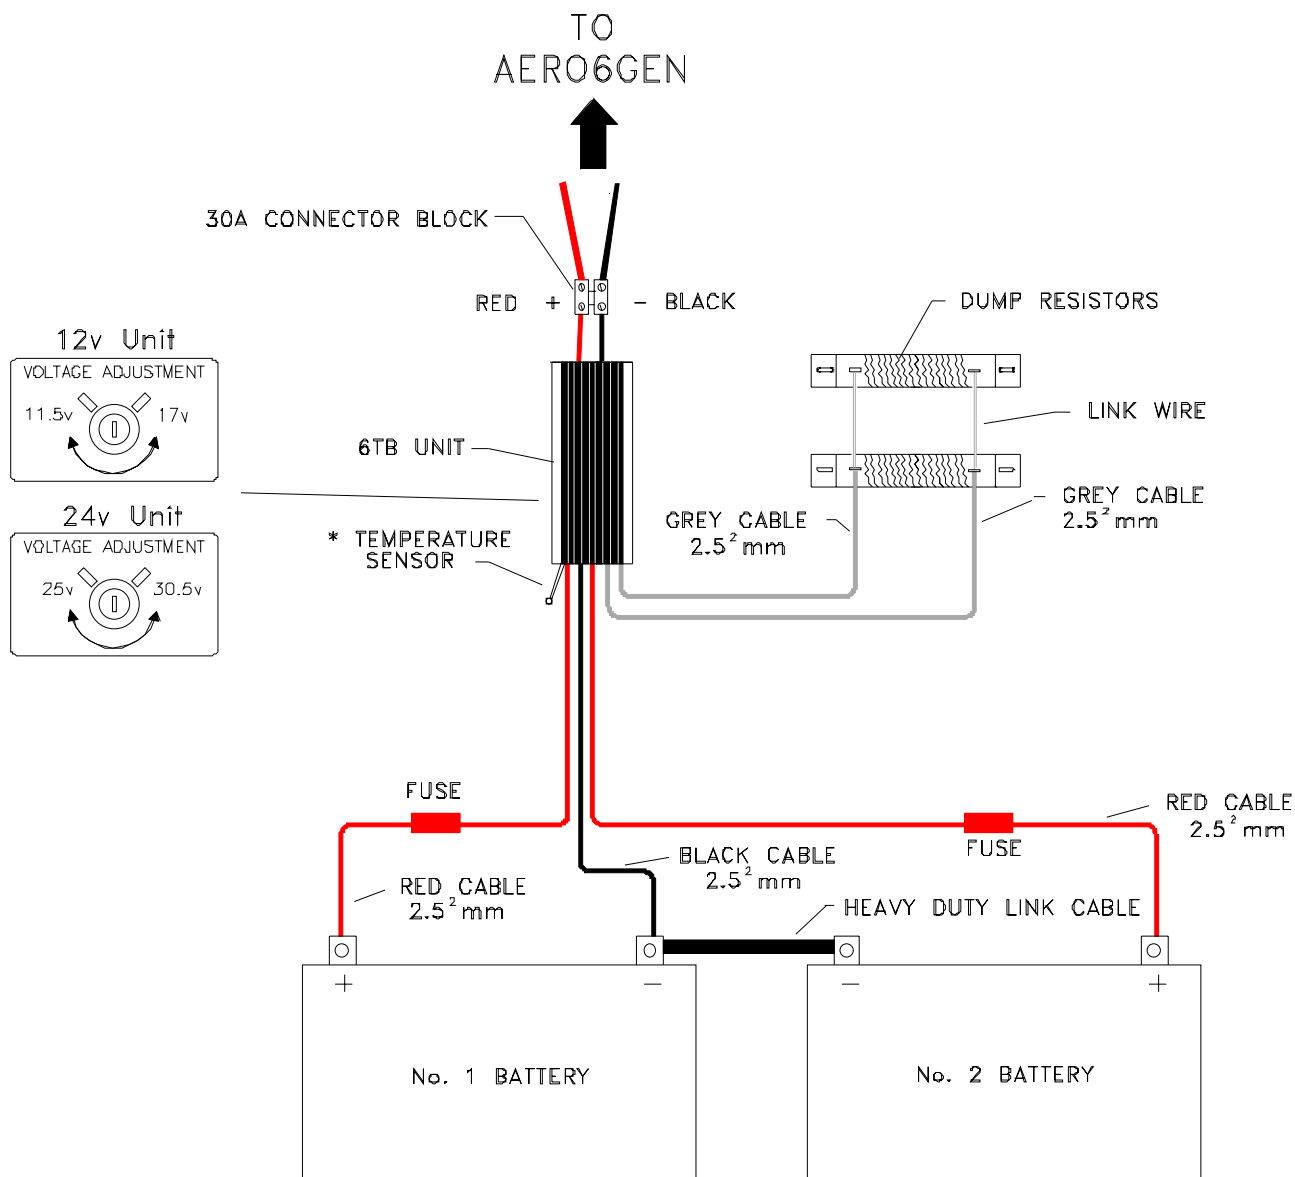 TO
AERO6GEN
30A CONNECTOR BLOCK
RED + - BLACK
DUMP RESISTORS
12v Unit
VOLTAGE ADJUSTMENT
11.5v 17v
LINK WIRE
6TB UNIT
GREY CABLE
2.5²mm
24v Unit
VOLTAGE ADJUSTMENT
25v 30.5v
* TEMPERATURE
SENSOR
GREY CABLE
2.5²mm
FUSE
RED CABLE
2.5²mm
FUSE
BLACK CABLE
2.5²mm
RED CABLE
2.5²mm
HEAVY DUTY LINK CABLE
+ - - +
No. 1 BATTERY
No. 2 BATTERY